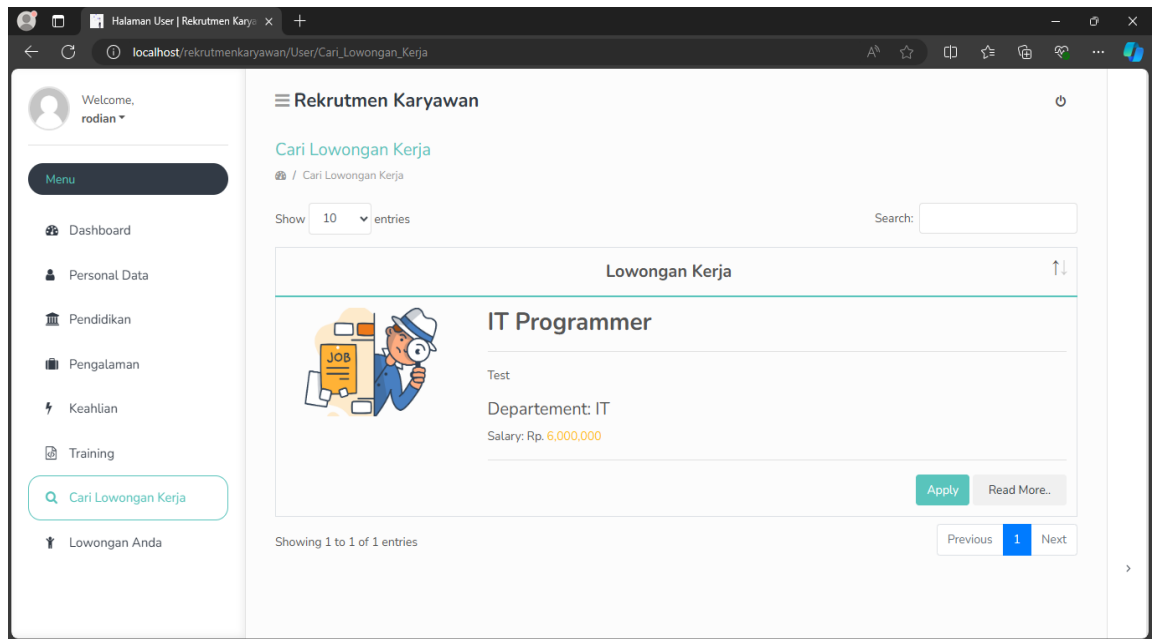 Halaman User | Rekrutmen Karya
localhost/rekrutmenkaryawan/User/Cari_Lowongan_Kerja
Welcome,
rodian
Rekrutmen Karyawan
Menu
Cari Lowongan Kerja
/ Cari Lowongan Kerja
Show 10 entries Search:
Dashboard
Personal Data
Pendidikan
Pengalaman
Keahlian
Training
Cari Lowongan Kerja
Lowongan Anda
Lowongan Kerja
JOB
IT Programmer
Test
Departement: IT
Salary: Rp. 6,000,000
Apply Read More..
Showing 1 to 1 of 1 entries
Previous 1 Next